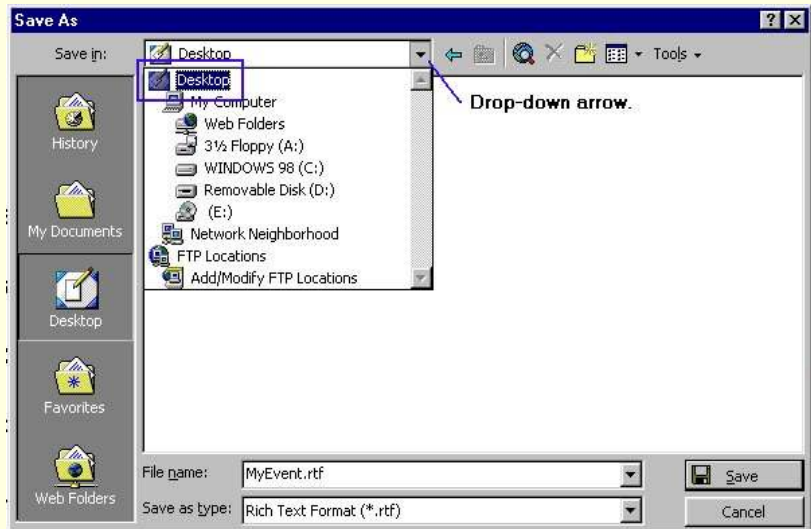 Save As
Save in:
Desktop
Tools
Desktop
My Computer
Web Folders
3½ Floppy (A:)
WINDOWS 98 (C:)
Removable Disk (D:)
(E:)
Network Neighborhood
FTP Locations
Add/Modify FTP Locations
Drop-down arrow.
History
My Documents
Desktop
Favorites
Web Folders
File name:
MyEvent.rtf
Save
Save as type:
Rich Text Format (*.rtf)
Cancel